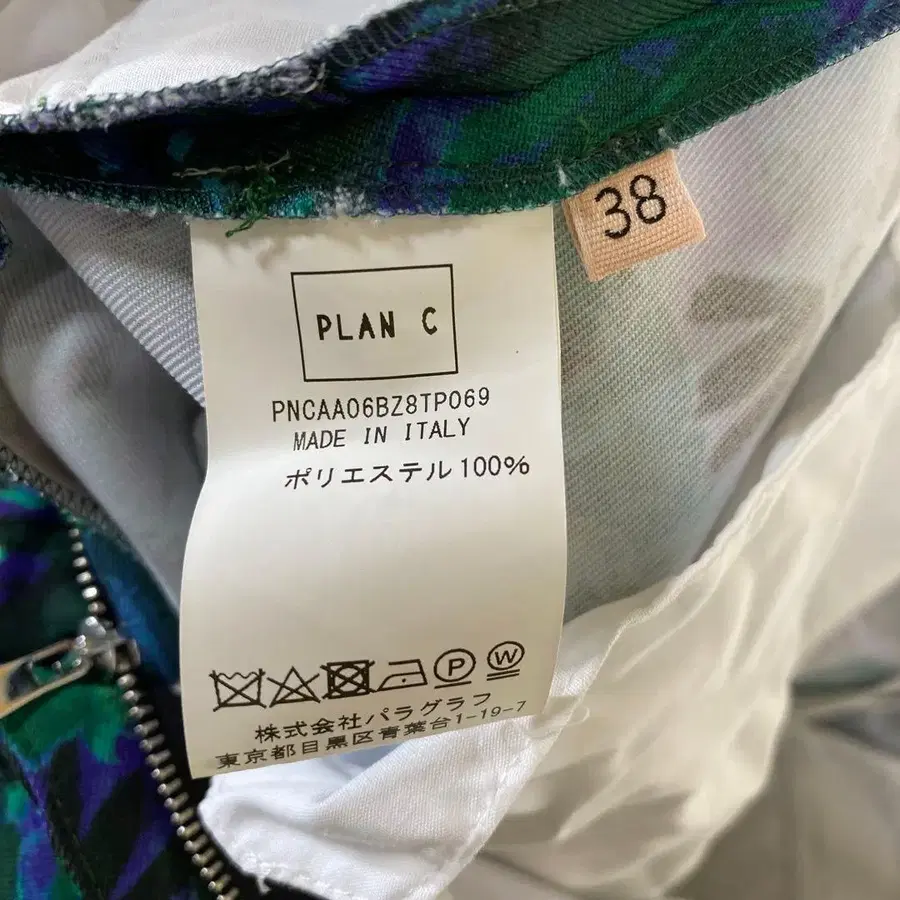 38
PLAN C
PNCAA06BZ8TP069
MADE IN ITALY
ポリエステル100%
P
W
株式会社パラグラフ
東京都目黒区青葉台1-19-7